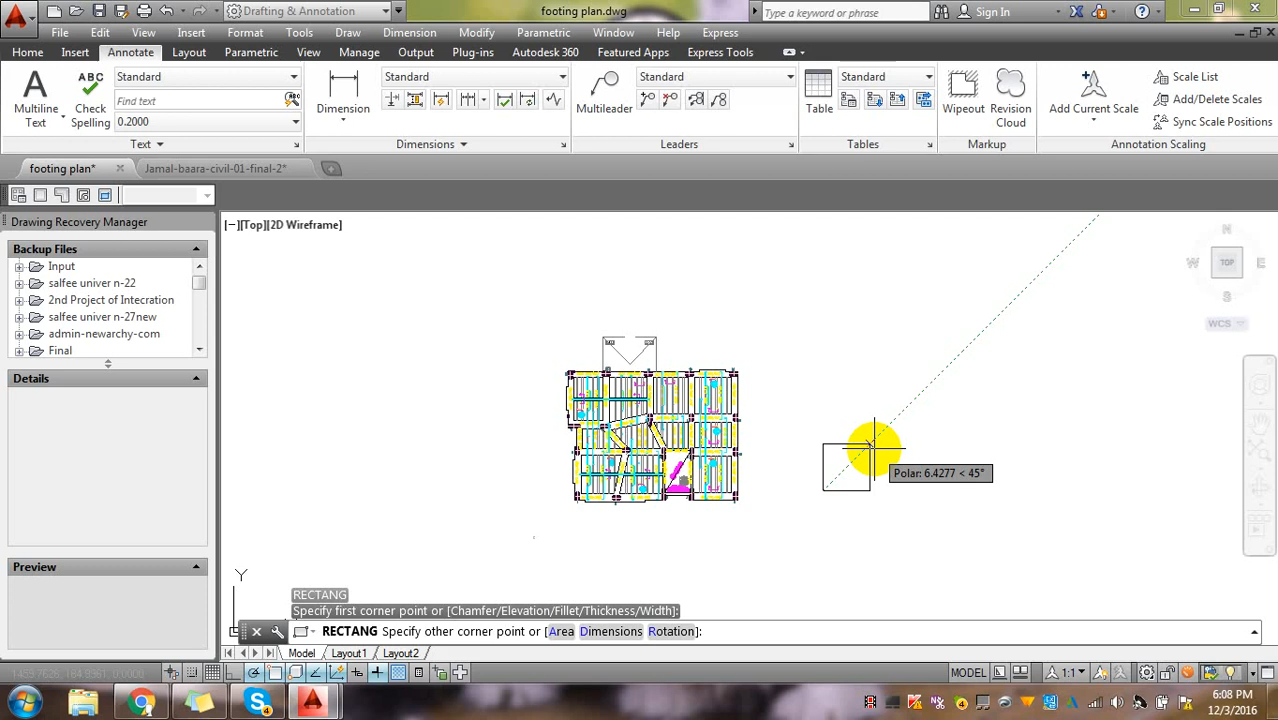 Drafting & Annotation
footing plan.dwg
Type a keyword or phrase
Sign In
File Edit View Insert Format Tools Draw Dimension Modify Parametric Window Help Express
Home Insert Annotate Layout Parametric View Manage Output Plug-ins Autodesk 360 Featured Apps Express Tools
Standard
Find text
0.2000
A
Multiline Text
ABC
Check Spelling
Text
Dimension
Standard
Dimensions
Multileader
Standard
Leaders
Table
Standard
Tables
Wipeout
Revision Cloud
Markup
Add Current Scale
Scale List
Add/Delete Scales
Sync Scale Positions
Annotation Scaling
footing plan*
Jamal-baara-civil-01-final-2*
Drawing Recovery Manager
Backup Files
Input
salfee univer n-22
2nd Project of Intecration
salfee univer n-27new
admin-newarchy-com
Final
Details
Preview
[−][Top][2D Wireframe]
N
W TOP E
S
WCS
Polar: 6.4277 < 45°
Y
RECTANG
Specify first corner point or [Chamfer/Elevation/Fillet/Thickness/Width]:
RECTANG Specify other corner point or [Area Dimensions Rotation]:
Model Layout1 Layout2
MODEL
1:1
6:08 PM
12/3/2016